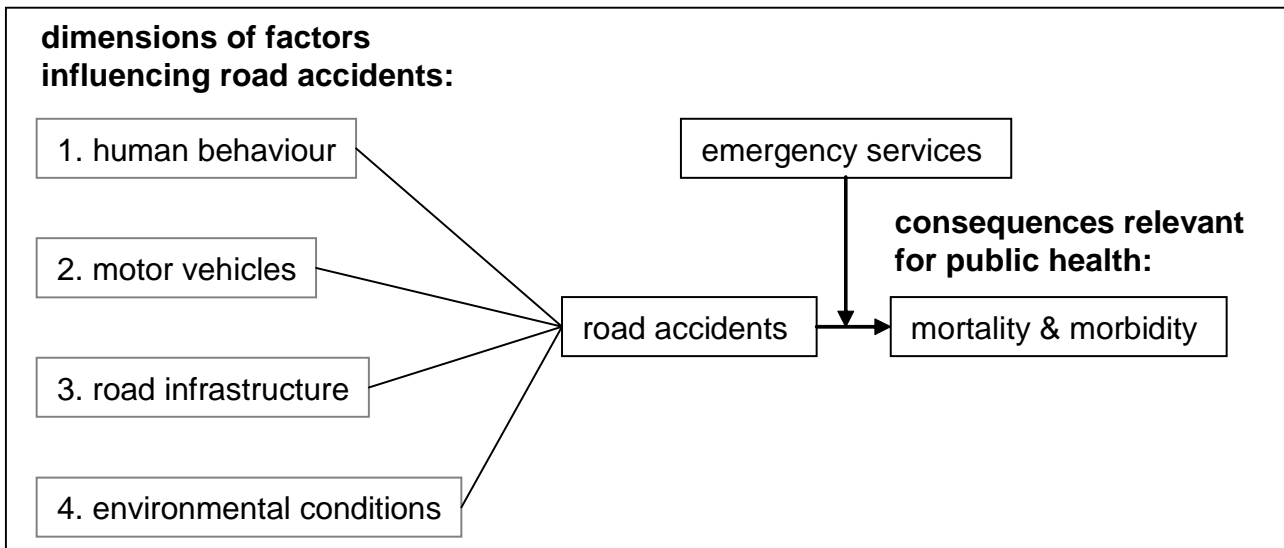 dimensions of factors
influencing road accidents:
1. human behaviour
emergency services
2. motor vehicles
consequences relevant
for public health:
road accidents
mortality & morbidity
3. road infrastructure
4. environmental conditions